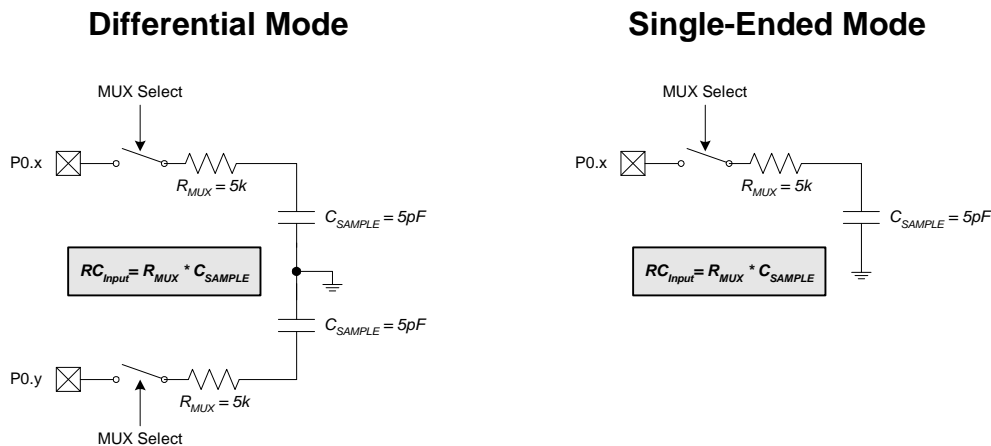 Differential Mode
MUX Select
P0.x
R_MUX = 5k
C_SAMPLE = 5pF
RC_Input= R_MUX * C_SAMPLE
C_SAMPLE = 5pF
P0.y
R_MUX = 5k
MUX Select
Single-Ended Mode
MUX Select
P0.x
R_MUX = 5k
C_SAMPLE = 5pF
RC_Input= R_MUX * C_SAMPLE